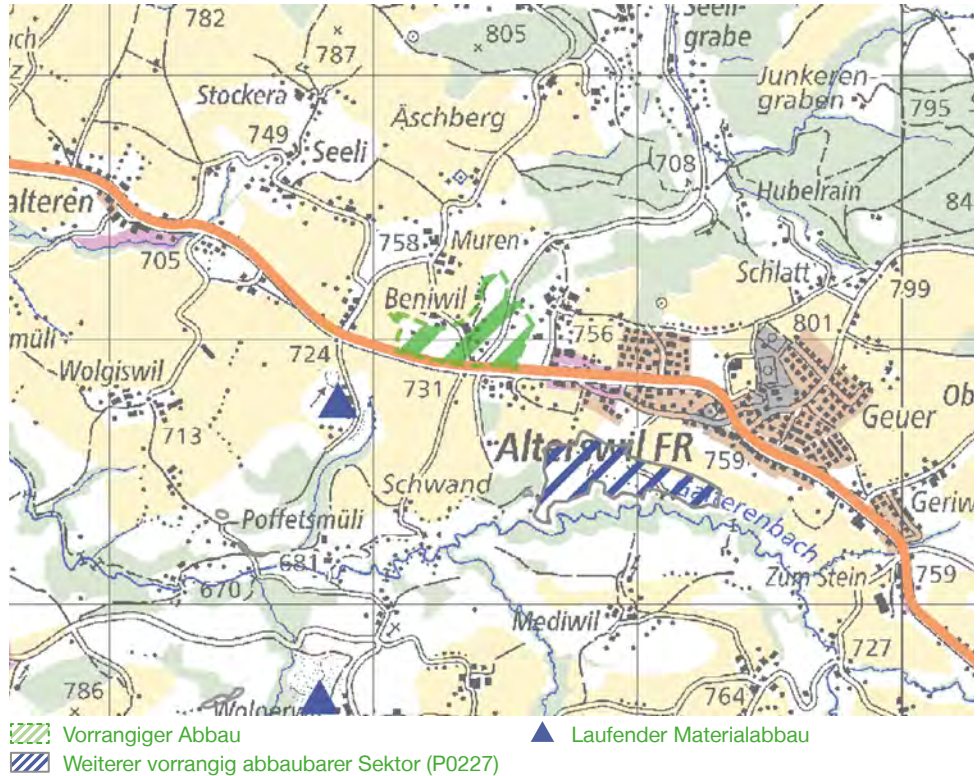 782
787
805
Seeli-
grabe
Junkeren-
graben
795
Stockera
Äschberg
749
Seeli
708
Hubelrain
84
alteren
758
Muren
705
Schlatt
799
Beniwil
756
801
müli
724
Wolgiswil
731
Ob
Geuer
713
Alterswil FR
759
Schwand
Galterenbach
Geriw
Poffetsmüli
681
670
Zum Stein
759
Mediwil
727
786
764
Vorrangiger Abbau
Laufender Materialabbau
Weiterer vorrangig abbaubarer Sektor (P0227)